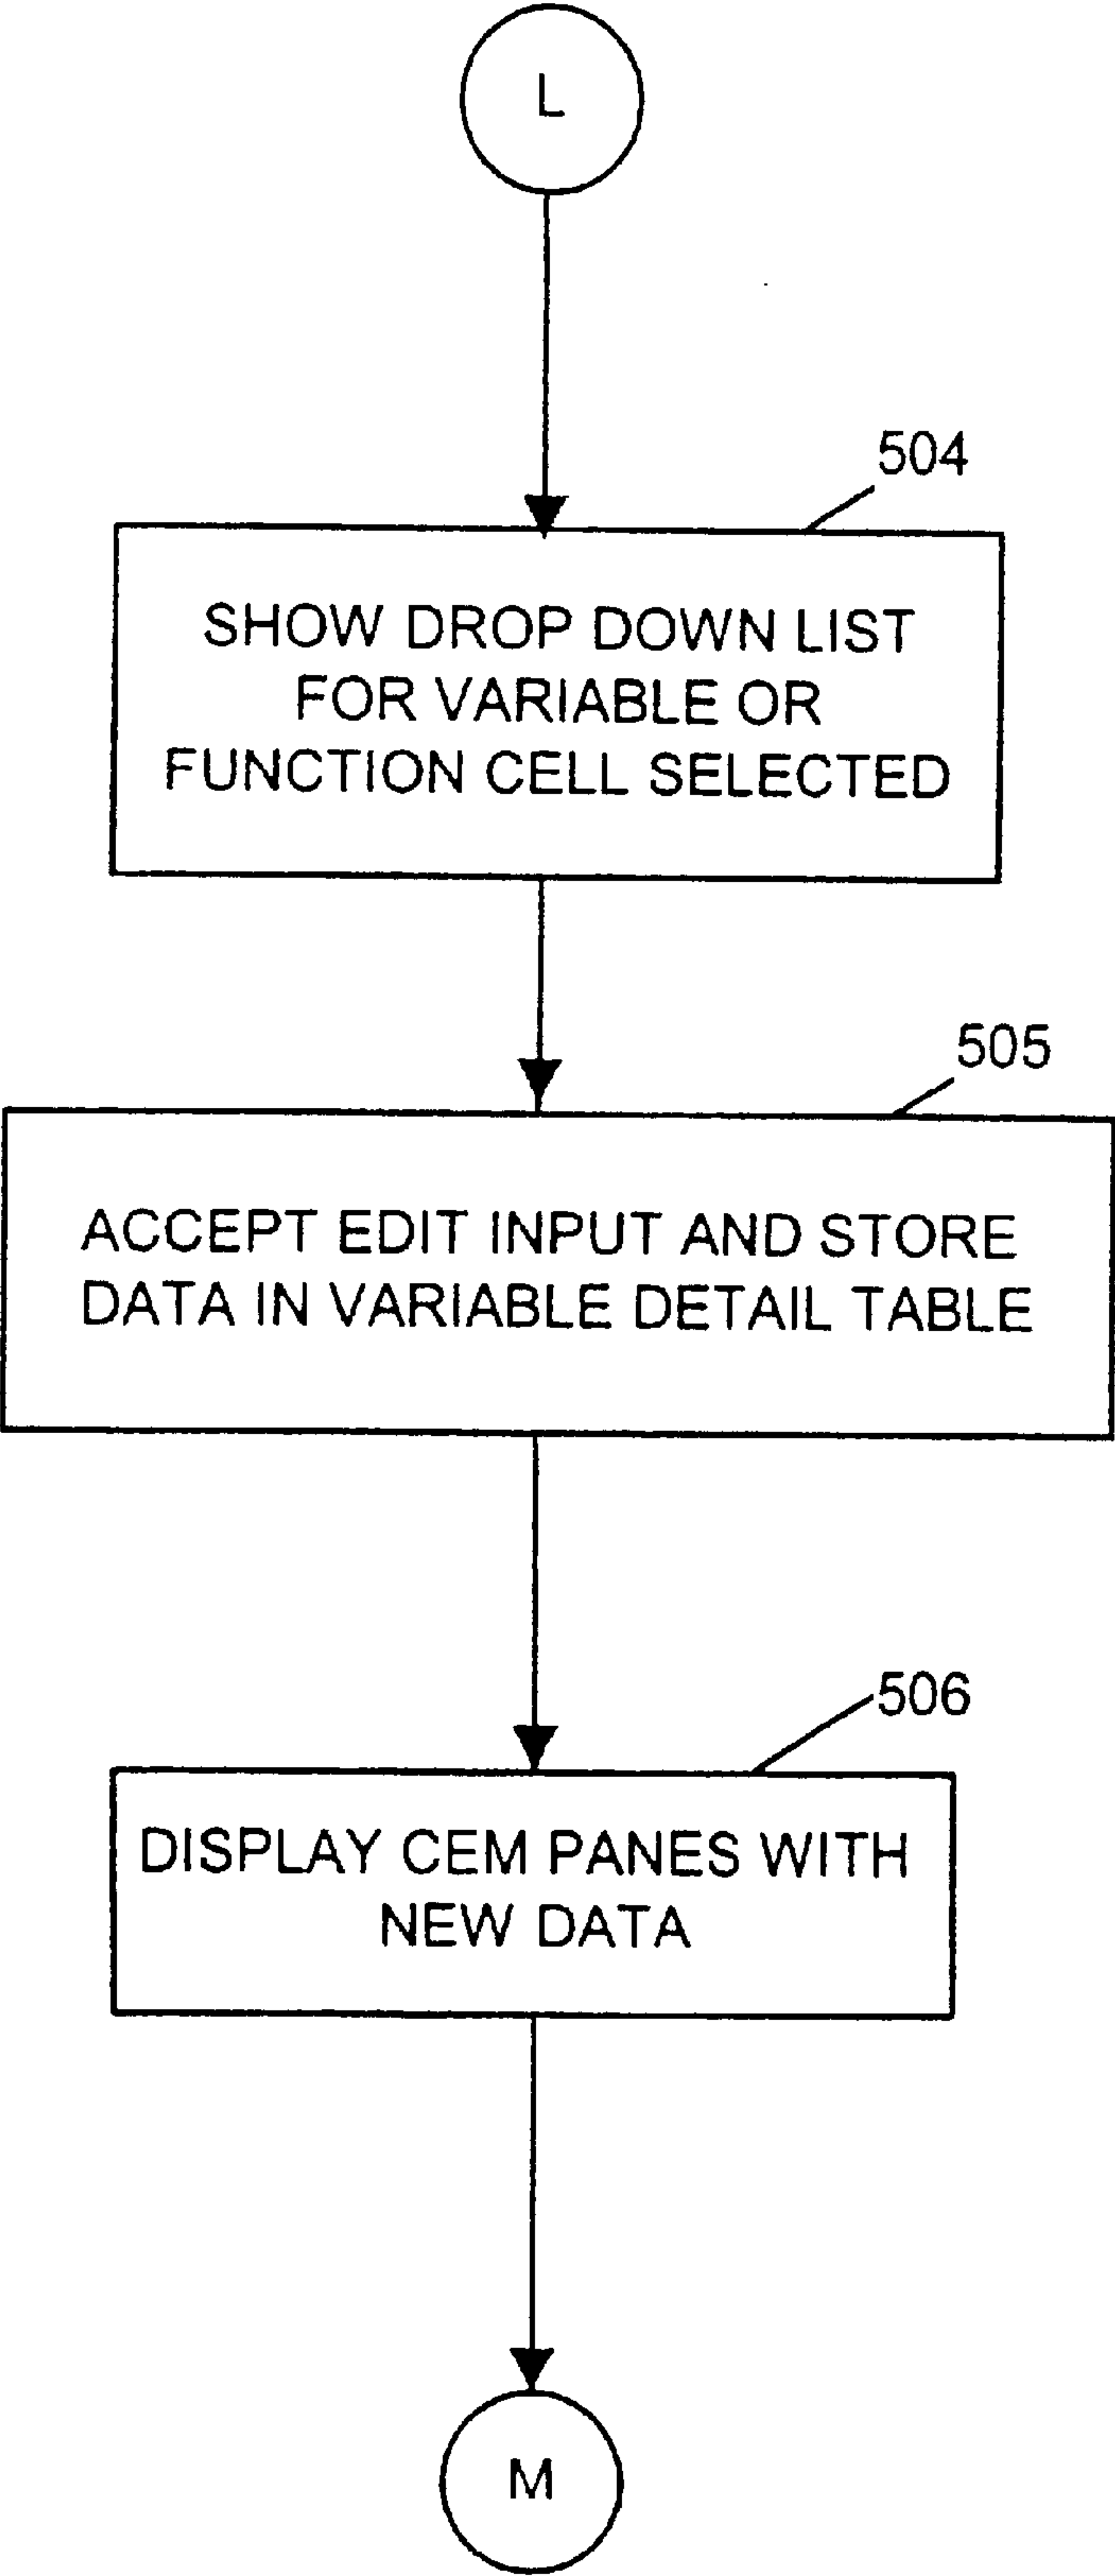 L
504
SHOW DROP DOWN LIST
FOR VARIABLE OR
FUNCTION CELL SELECTED
505
ACCEPT EDIT INPUT AND STORE
DATA IN VARIABLE DETAIL TABLE
506
DISPLAY CEM PANES WITH
NEW DATA
M